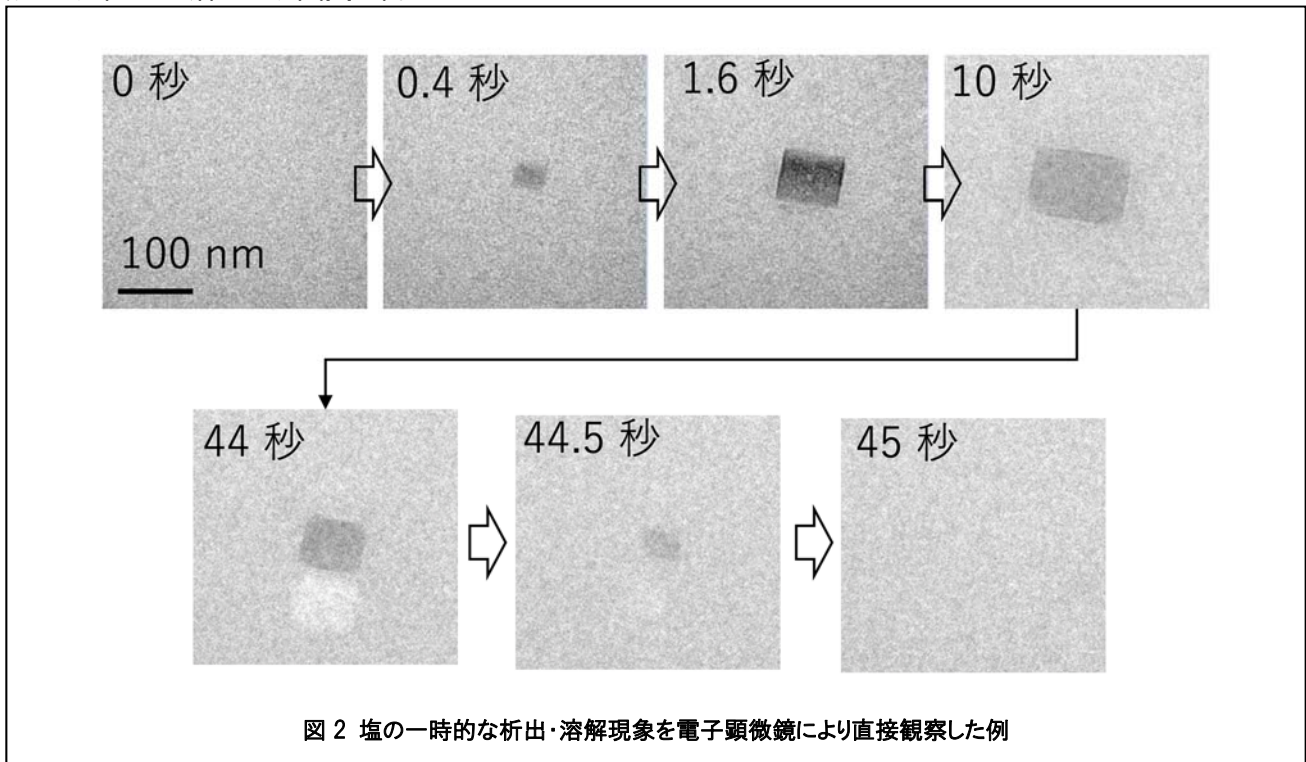 0 秒
0.4 秒
1.6 秒
10 秒
100 nm
44 秒
44.5 秒
45 秒
図 2 塩の一時的な析出・溶解現象を電子顕微鏡により直接観察した例